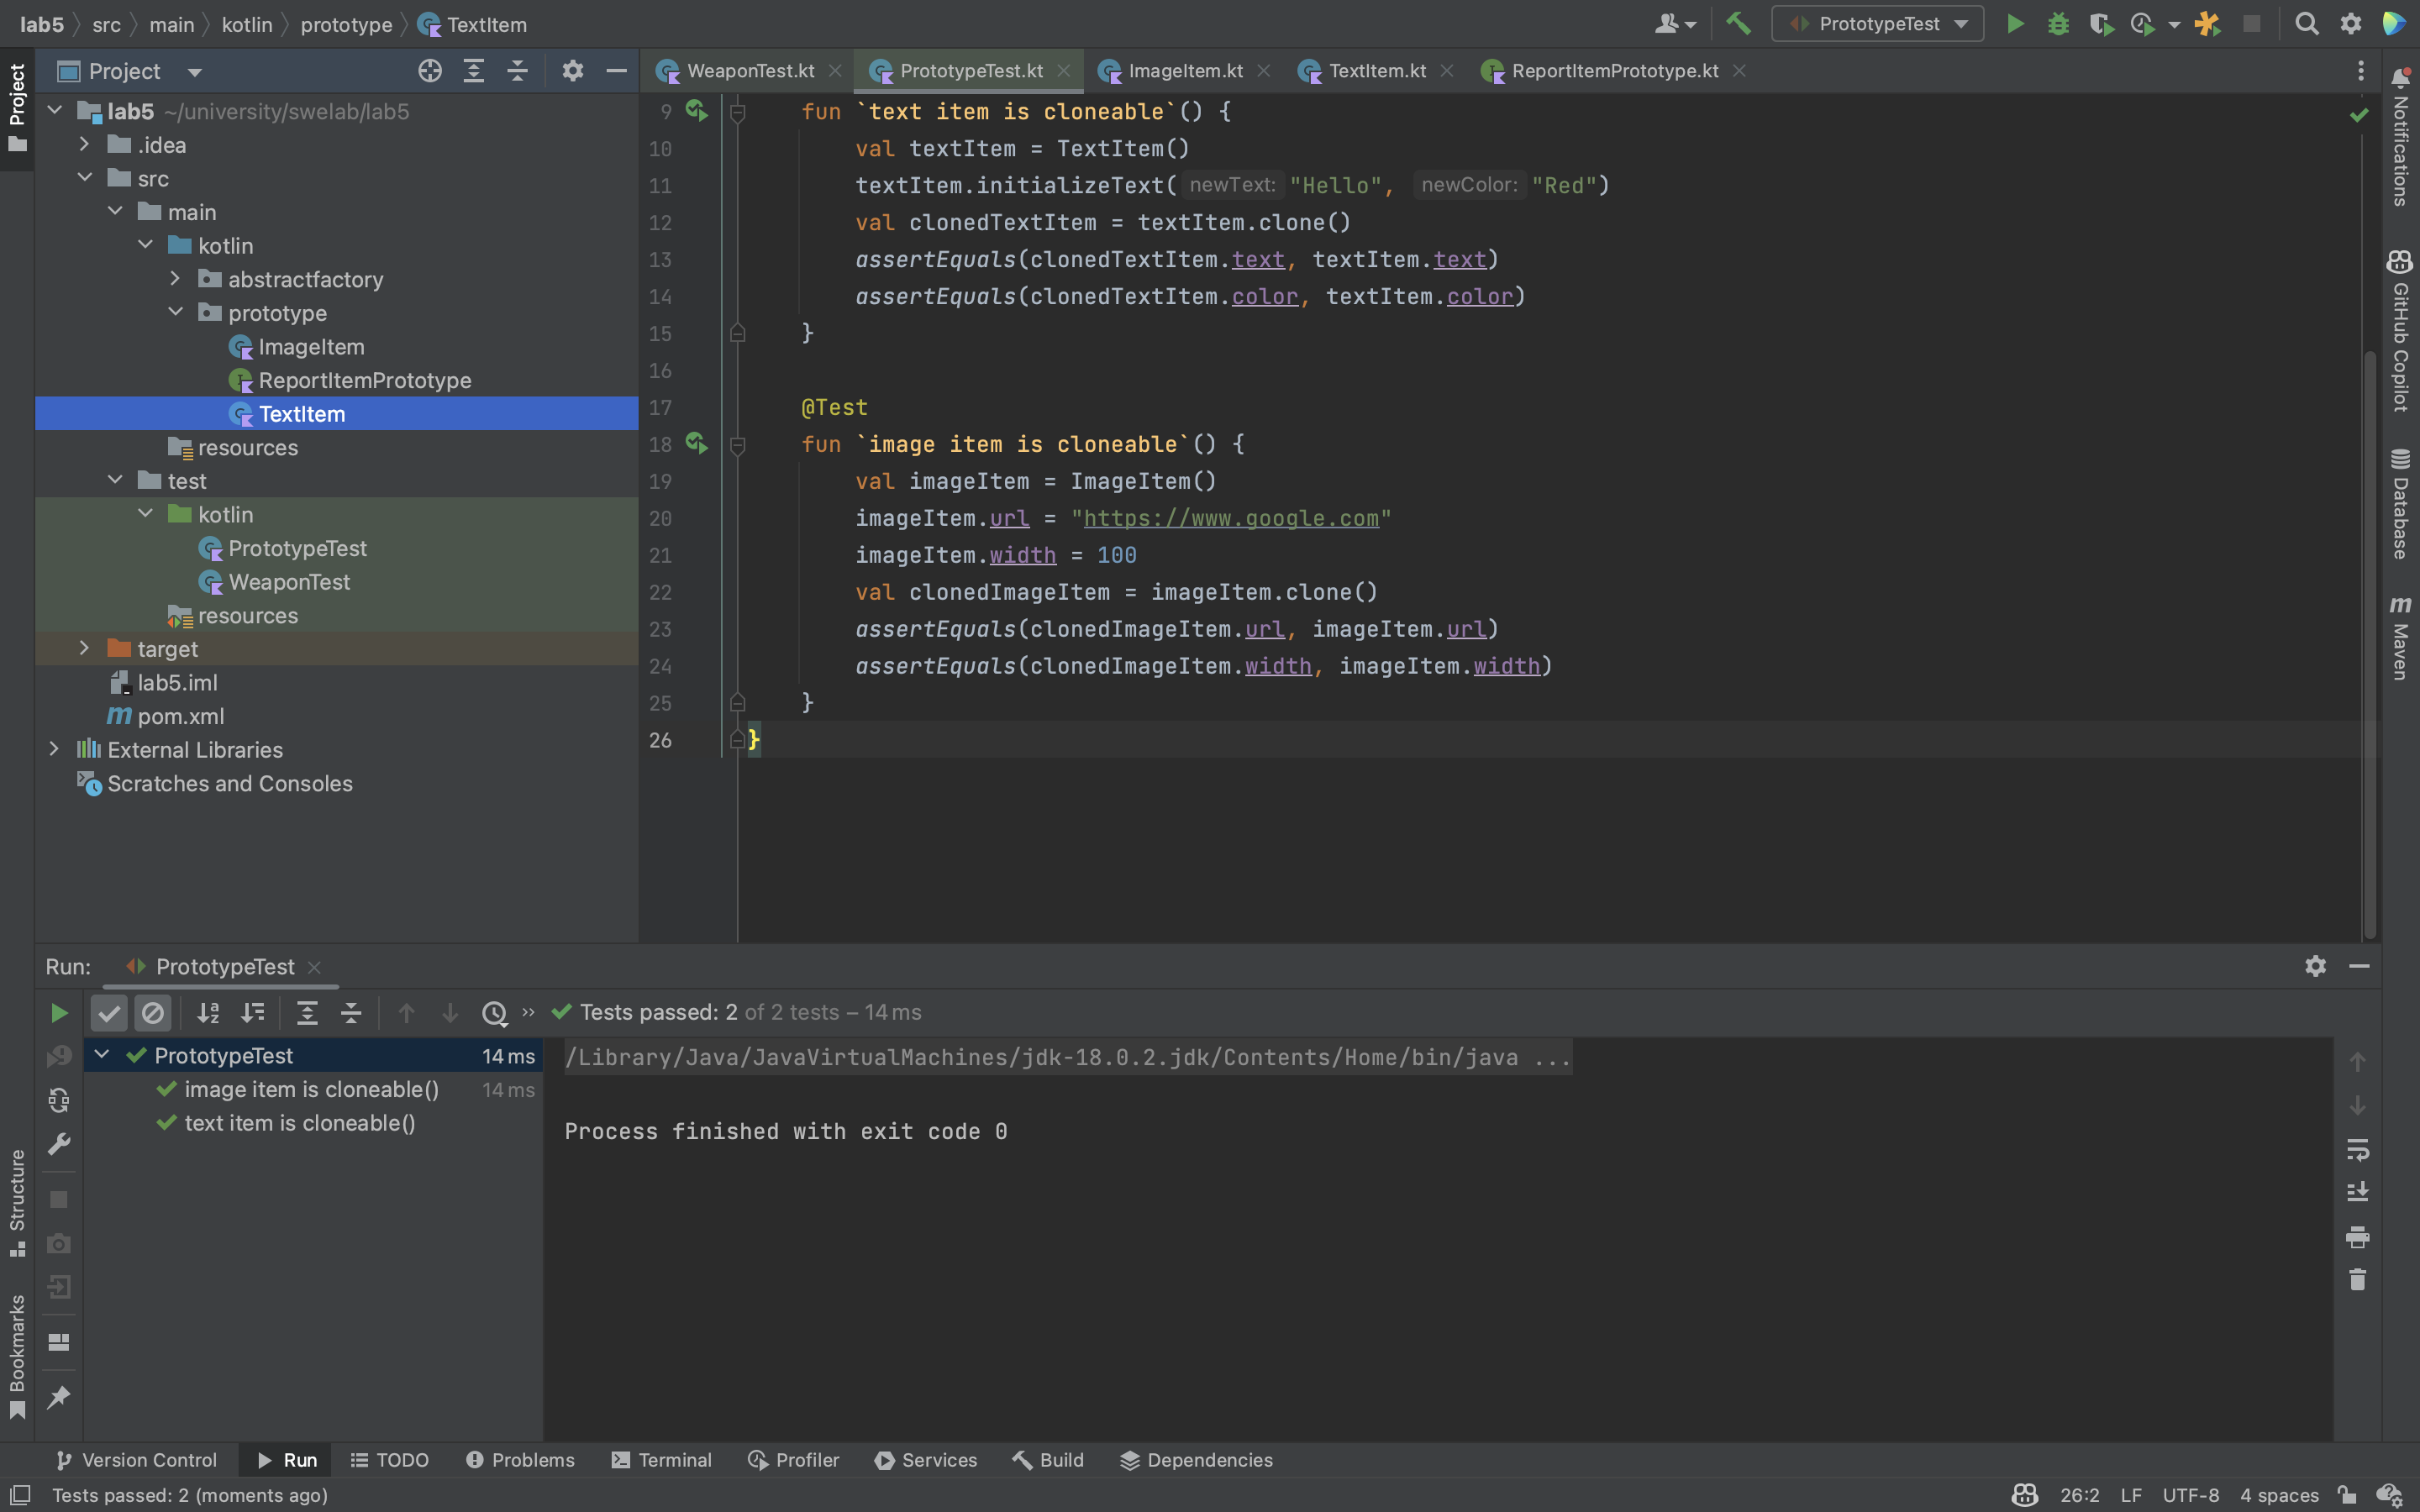 lab5 src main kotlin prototype TextItem
PrototypeTest
Project
WeaponTest.kt
PrototypeTest.kt
ImageItem.kt
TextItem.kt
ReportItemPrototype.kt
Project
lab5 ~/university/swelab/lab5
.idea
src
main
kotlin
abstractfactory
prototype
ImageItem
ReportItemPrototype
TextItem
resources
test
kotlin
PrototypeTest
WeaponTest
resources
target
lab5.iml
pom.xml
External Libraries
Scratches and Consoles
9 fun `text item is cloneable`() {
10 val textItem = TextItem()
11 textItem.initializeText( newText: "Hello", newColor: "Red")
12 val clonedTextItem = textItem.clone()
13 assertEquals(clonedTextItem.text, textItem.text)
14 assertEquals(clonedTextItem.color, textItem.color)
15 }
16
17 @Test
18 fun `image item is cloneable`() {
19 val imageItem = ImageItem()
20 imageItem.url = "https://www.google.com"
21 imageItem.width = 100
22 val clonedImageItem = imageItem.clone()
23 assertEquals(clonedImageItem.url, imageItem.url)
24 assertEquals(clonedImageItem.width, imageItem.width)
25 }
26 }
Notifications
GitHub Copilot
Database
m Maven
Run: PrototypeTest
Tests passed: 2 of 2 tests – 14 ms
PrototypeTest 14 ms
image item is cloneable() 14 ms
text item is cloneable()
/Library/Java/JavaVirtualMachines/jdk-18.0.2.jdk/Contents/Home/bin/java ...
Process finished with exit code 0
Structure
Bookmarks
Version Control
Run
TODO
Problems
Terminal
Profiler
Services
Build
Dependencies
Tests passed: 2 (moments ago)
26:2 LF UTF-8 4 spaces